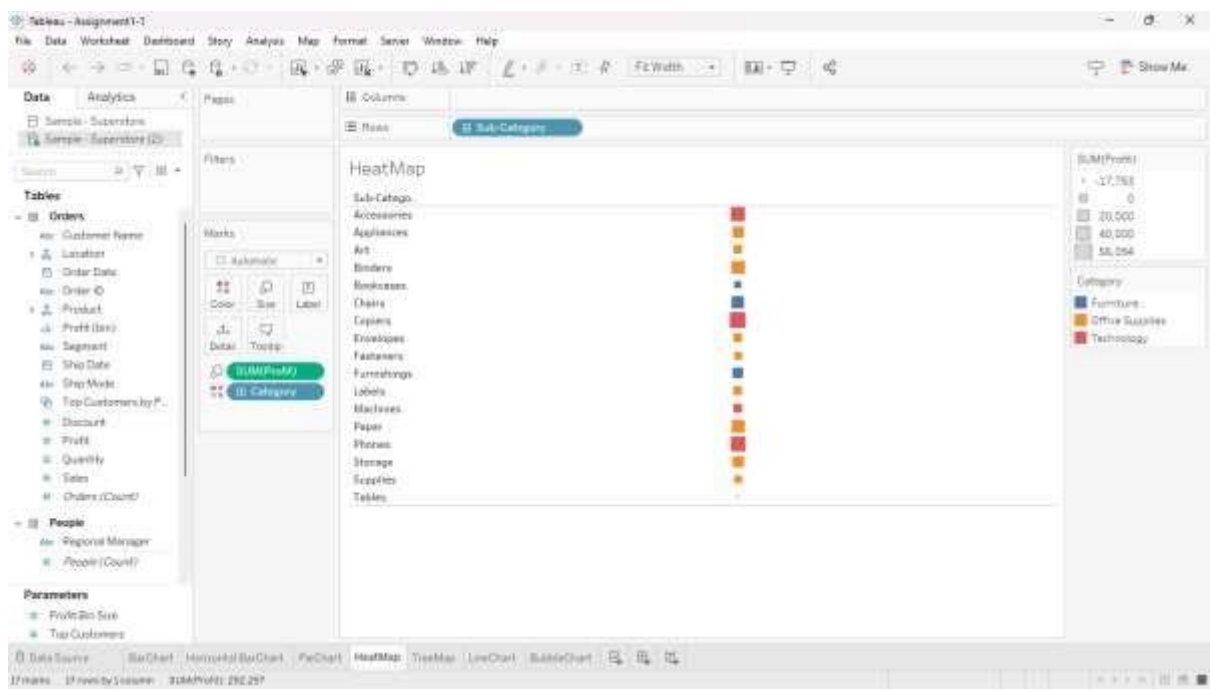 Tableau - Assignment1-1
File Data Worksheet Dashboard Story Analysis Map Format Server Window Help
Fit Width
Show Me
Data Analytics
Pages
Columns
Sample - Superstore
Sample - Superstore (2)
Rows Sub-Category
Search
Filters
HeatMap
SUM(Profit)
-17,753
0
20,000
40,000
Tables
Orders
Customer Name
Location
Order Date
Order ID
Product
Profit (bin)
Segment
Ship Date
Ship Mode
Top Customers by P..
Discount
Profit
Quantity
Sales
Orders (Count)
People
Regional Manager
People (Count)
Parameters
Profit Bin Size
Top Customers
Marks
Automatic
Color Size Label
Detail Tooltip
SUM(Profit)
Category
Sub-Catego..
Accessories
Appliances
Art
Binders
Bookcases
Chairs
Copiers
Envelopes
Fasteners
Furnishings
Labels
Machines
Paper
Phones
Storage
Supplies
Tables
Category
Furniture
Office Supplies
Technology
Data Source BarChart Horizontal BarChart PieChart HeatMap TreeMap LineChart BubbleChart
17 marks 17 rows by 1 column SUM(Profit): 292,297